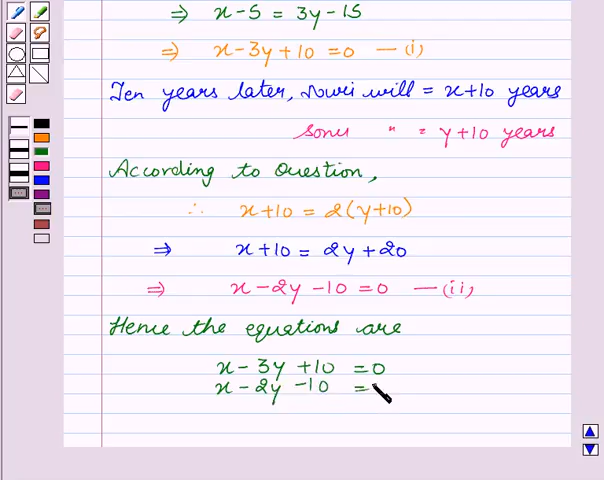 ⇒ x-5 = 3y-15
⇒ x-3y+10 = 0 —(i)
Ten years later, Nuri will = x+10 years
Sonu " = y+10 years
According to Question,
∴ x+10 = 2(y+10)
⇒ x+10 = 2y+20
⇒ x-2y-10 = 0 —(ii)
Hence the equations are
x-3y+10 = 0
x-2y-10 =